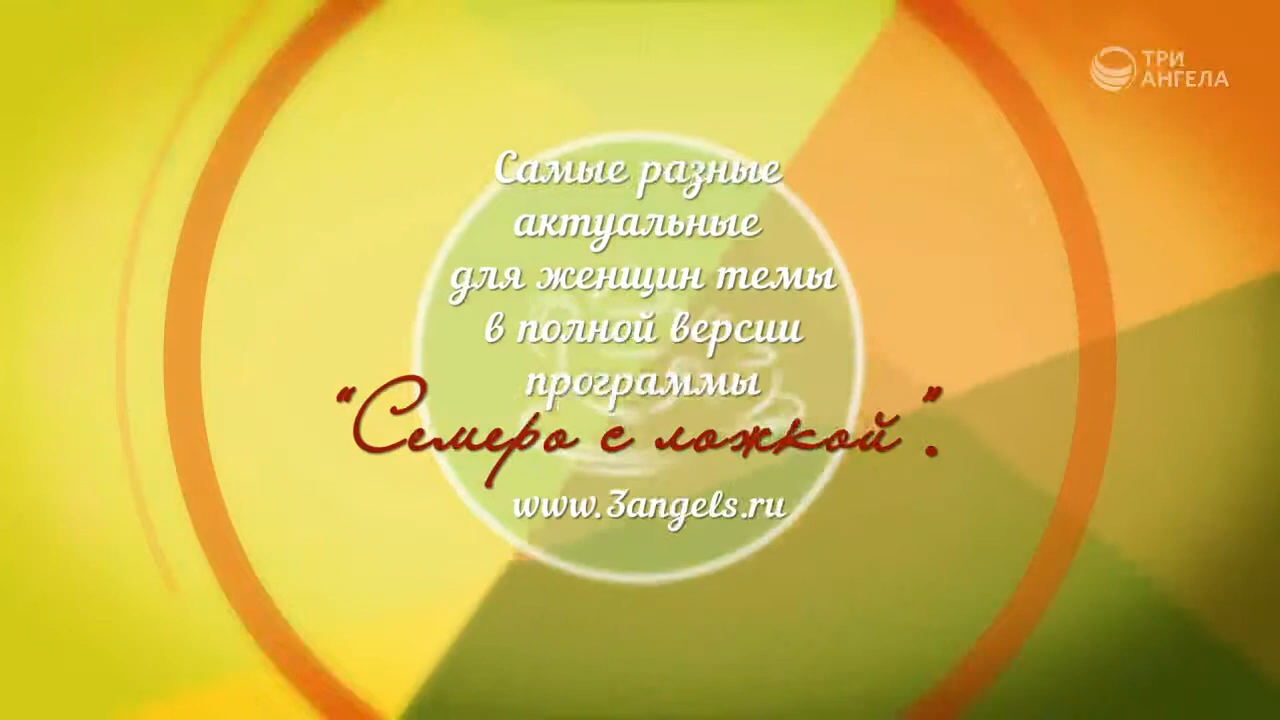 ТРИ
АНГЕЛА
Самые разные
актуальные
для женщин темы
в полной версии
программы
“Семеро с ложкой”.
www.3angels.ru